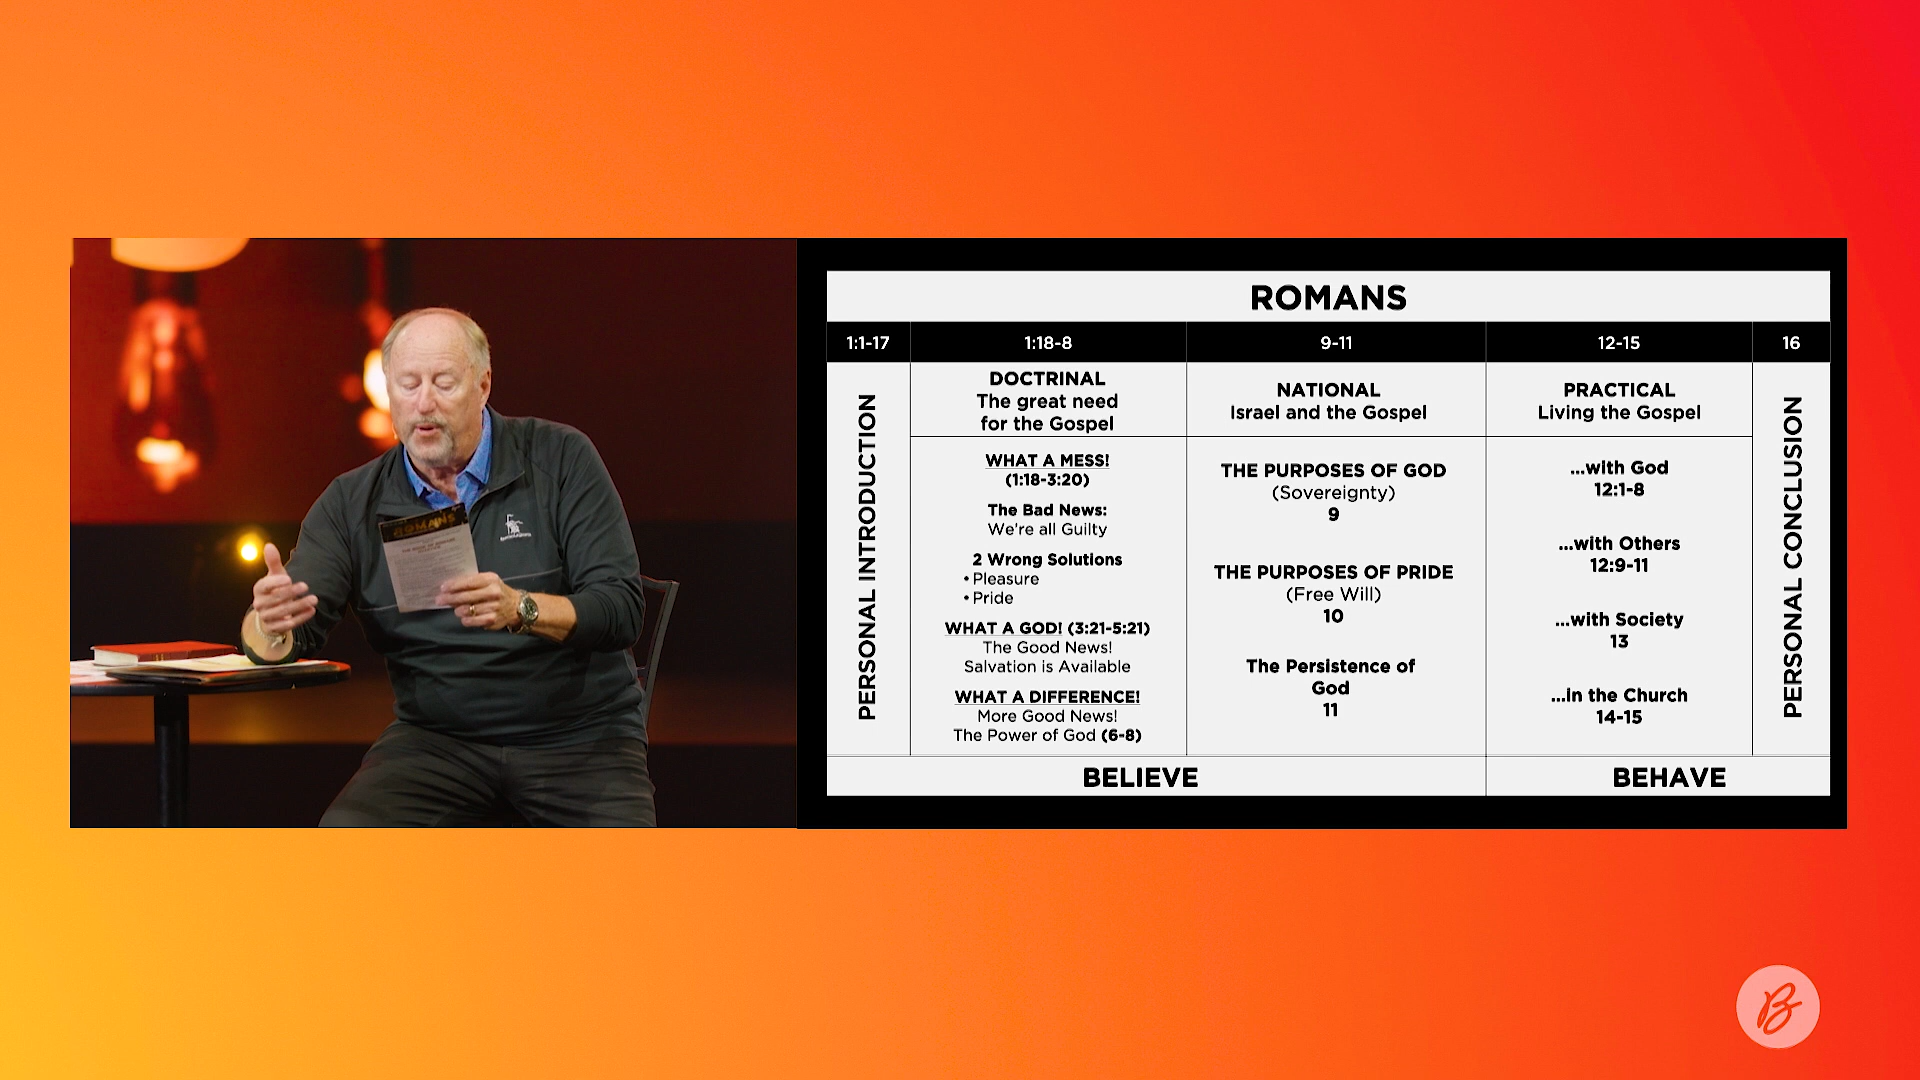 ROMANS
ROMANS
1:1-17
1:18-8
9-11
12-15
16
PERSONAL INTRODUCTION
DOCTRINAL
The great need
for the Gospel
WHAT A MESS!
(1:18-3:20)
The Bad News:
We're all Guilty
2 Wrong Solutions
• Pleasure
• Pride
WHAT A GOD! (3:21-5:21)
The Good News!
Salvation is Available
WHAT A DIFFERENCE!
More Good News!
The Power of God (6-8)
NATIONAL
Israel and the Gospel
THE PURPOSES OF GOD
(Sovereignty)
9
THE PURPOSES OF PRIDE
(Free Will)
10
The Persistence of
God
11
PRACTICAL
Living the Gospel
...with God
12:1-8
...with Others
12:9-11
...with Society
13
...in the Church
14-15
PERSONAL CONCLUSION
BELIEVE
BEHAVE
B